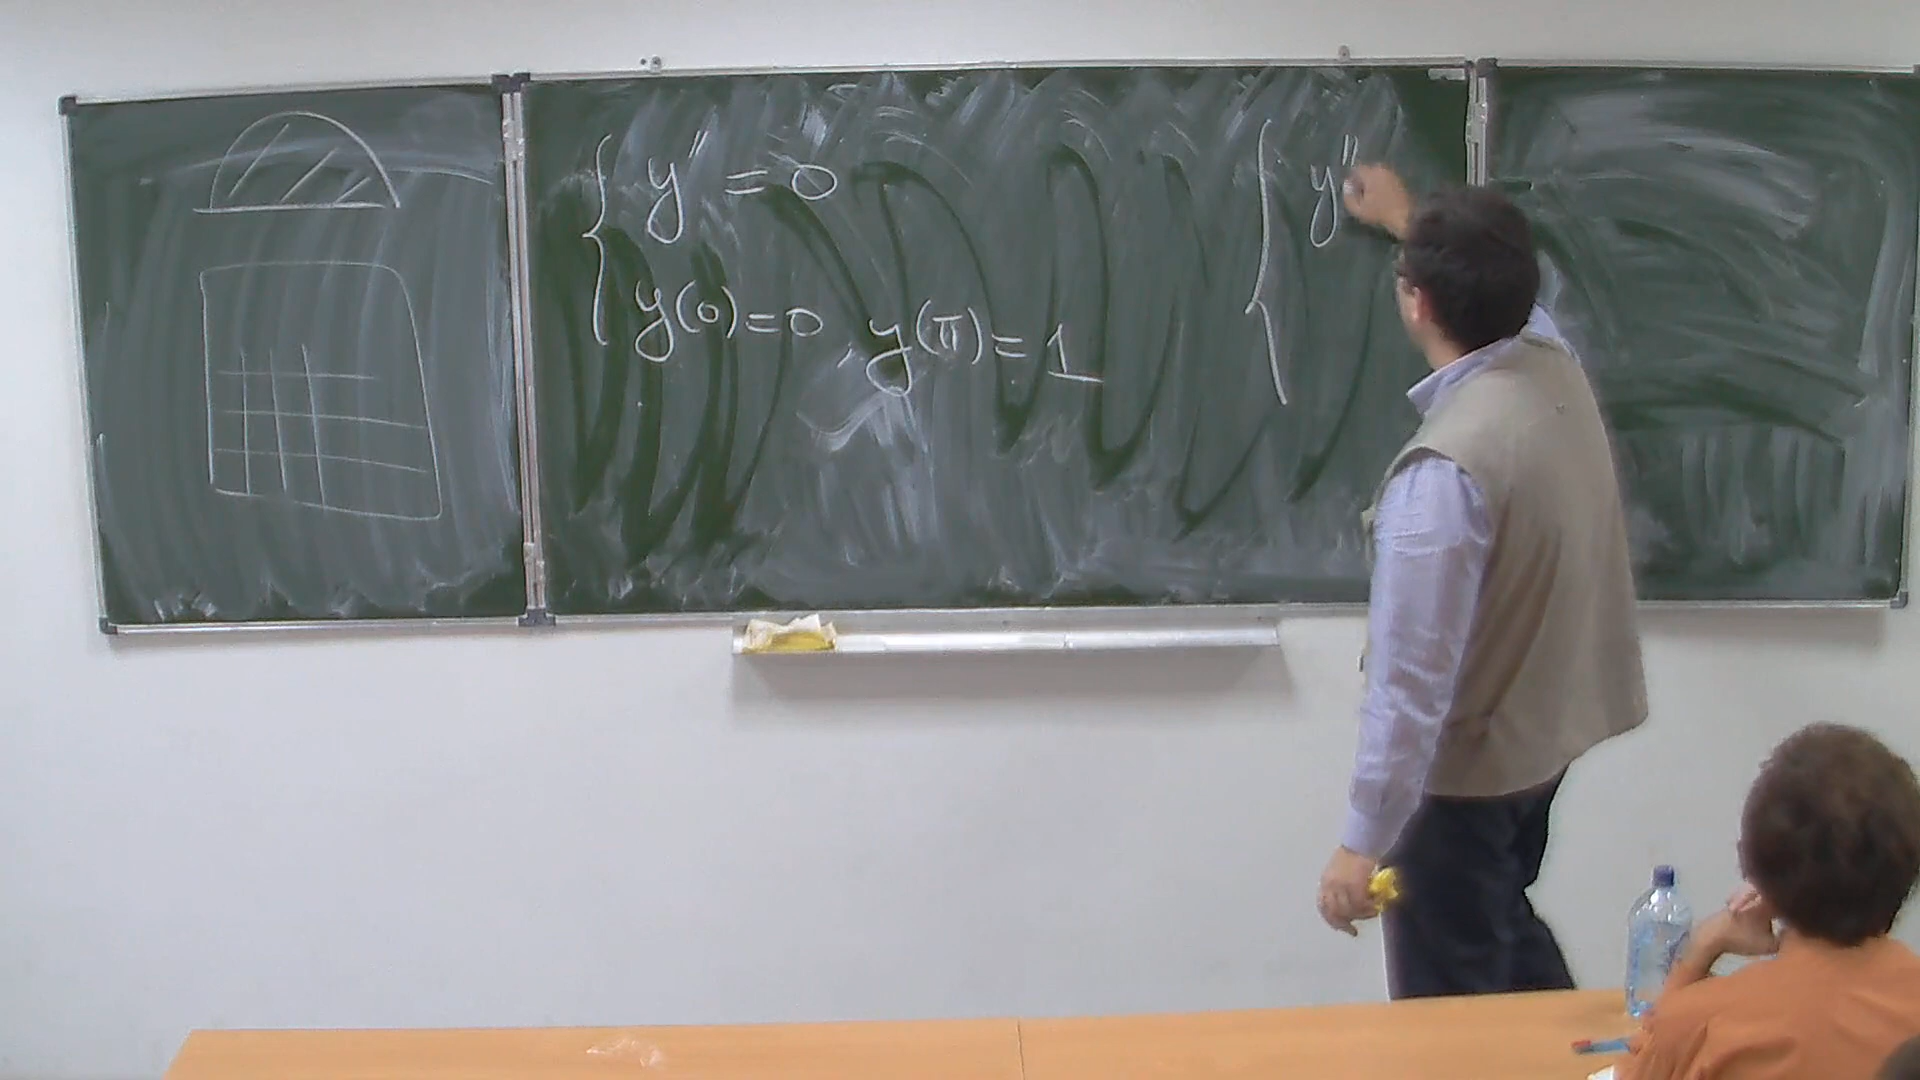 { y'' = 0
y(0)=0, y(π)=1
{ y''